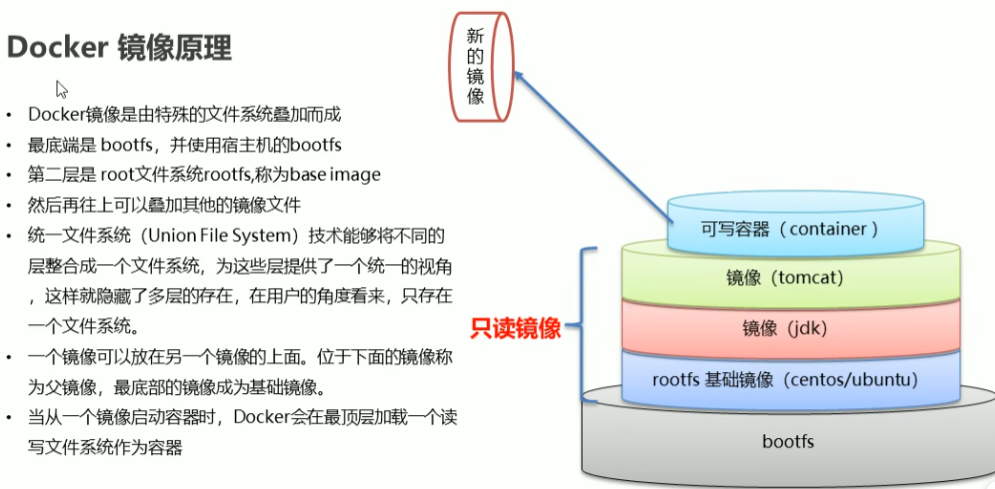 Docker 镜像原理
• Docker镜像是由特殊的文件系统叠加而成
• 最底端是 bootfs，并使用宿主机的bootfs
• 第二层是 root文件系统rootfs,称为base image
• 然后再往上可以叠加其他的镜像文件
• 统一文件系统（Union File System）技术能够将不同的
层整合成一个文件系统，为这些层提供了一个统一的视角
，这样就隐藏了多层的存在，在用户的角度看来，只存在
一个文件系统。
• 一个镜像可以放在另一个镜像的上面。位于下面的镜像称
为父镜像，最底部的镜像成为基础镜像。
• 当从一个镜像启动容器时，Docker会在最顶层加载一个读
写文件系统作为容器
新的镜像
可写容器（container）
镜像（tomcat）
只读镜像
镜像（jdk）
rootfs 基础镜像（centos/ubuntu）
bootfs